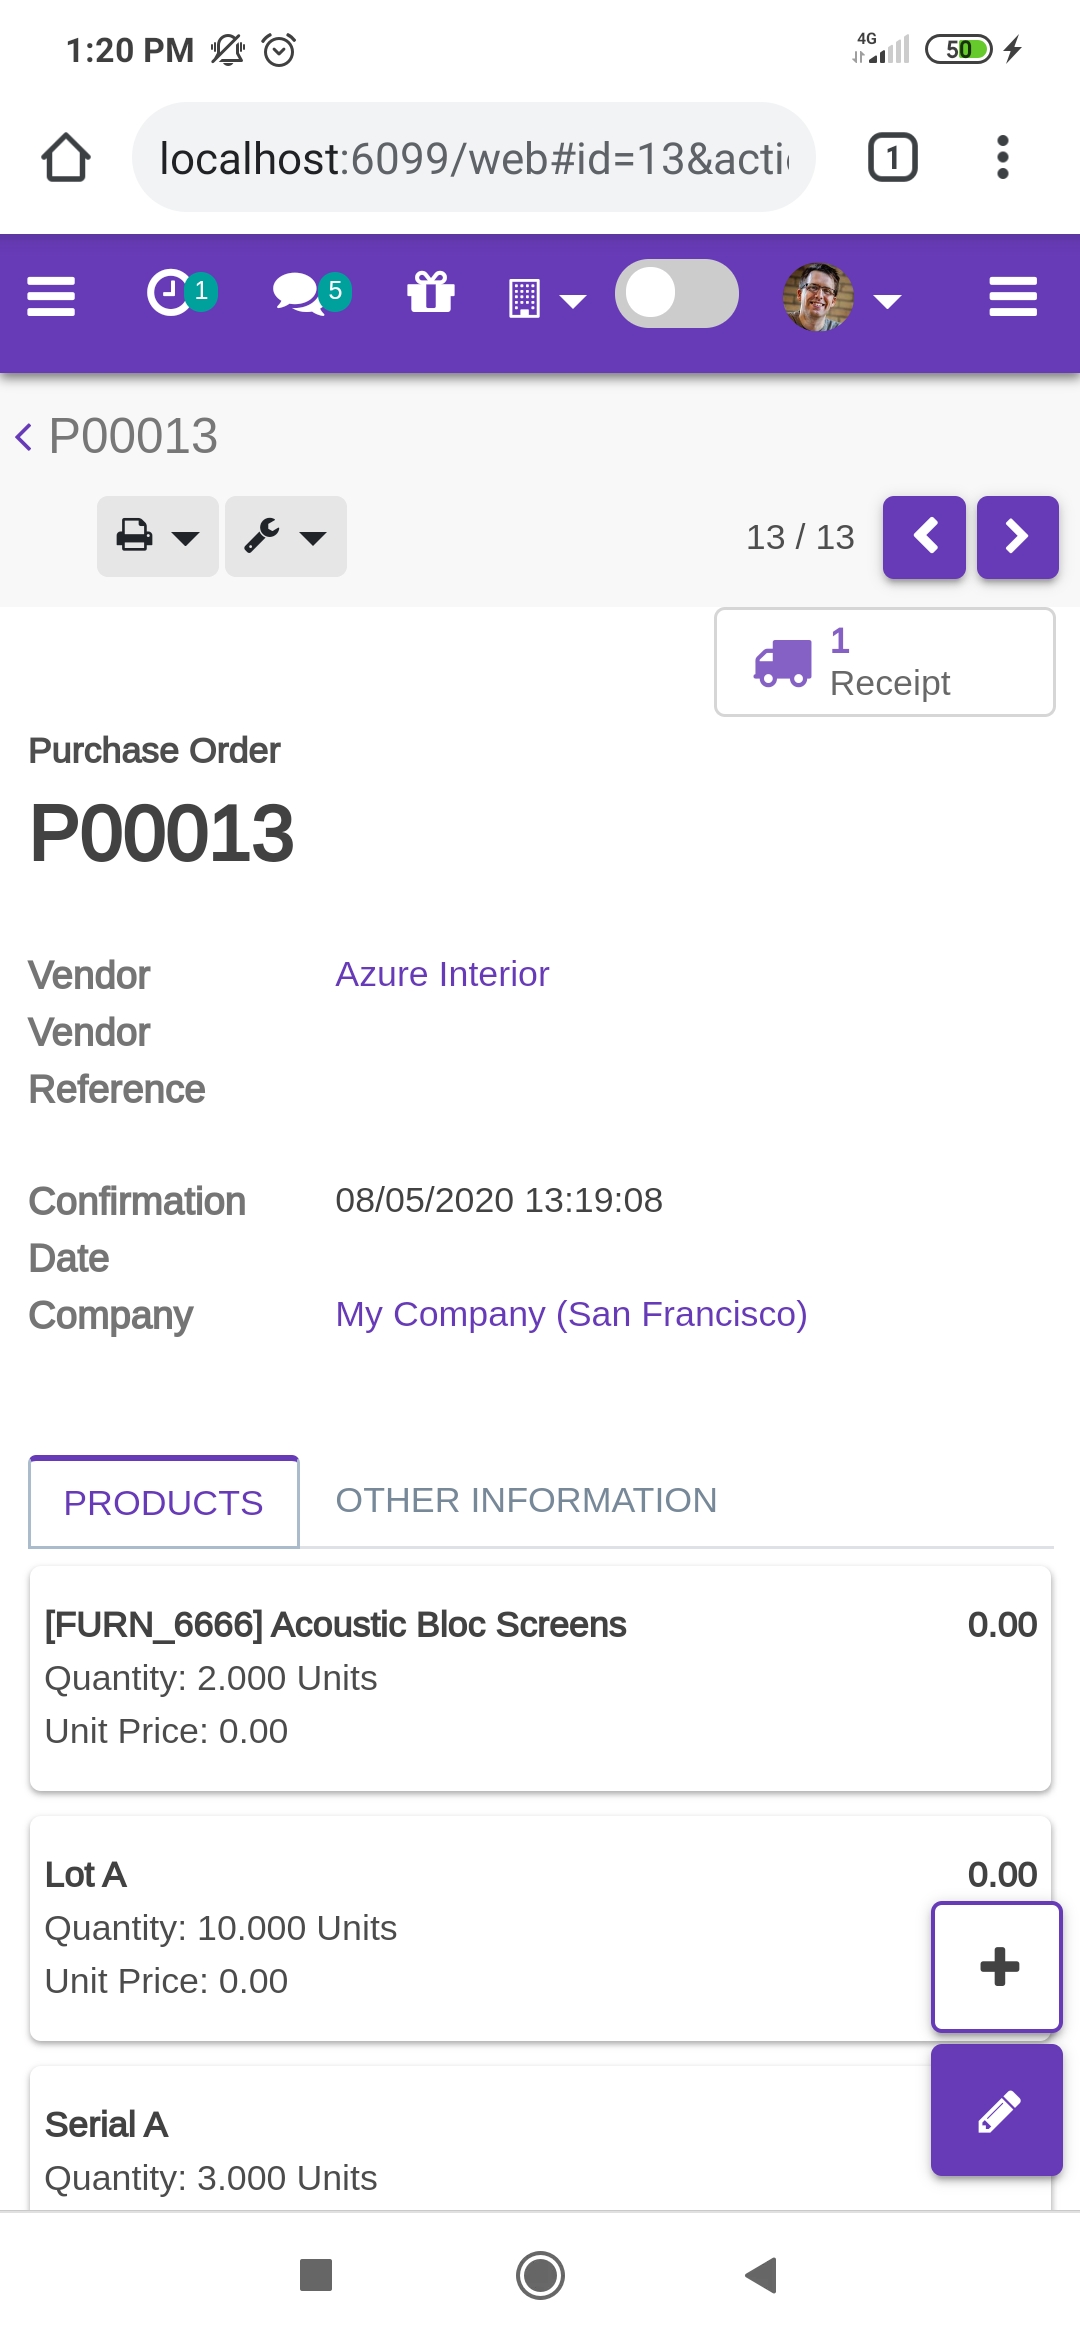 1:20 PM
4G
50
localhost:6099/web#id=13&acti
1
1
5
P00013
13 / 13
1
Receipt
Purchase Order
P00013
Vendor
Azure Interior
Vendor
Reference
Confirmation
Date
08/05/2020 13:19:08
Company
My Company (San Francisco)
PRODUCTS
OTHER INFORMATION
[FURN_6666] Acoustic Bloc Screens
0.00
Quantity: 2.000 Units
Unit Price: 0.00
Lot A
0.00
Quantity: 10.000 Units
Unit Price: 0.00
Serial A
Quantity: 3.000 Units